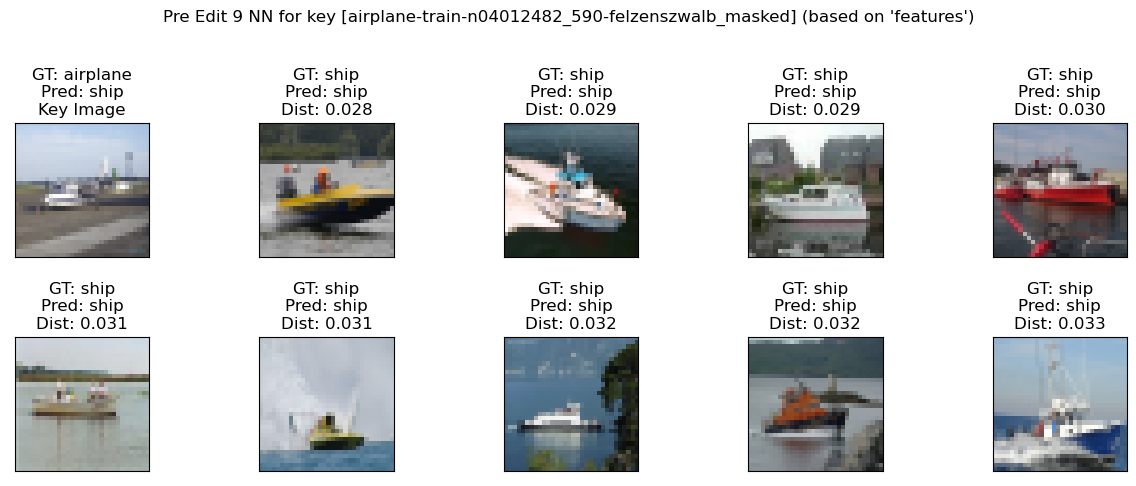 Pre Edit 9 NN for key [airplane-train-n04012482_590-felzenszwalb_masked] (based on 'features')
GT: airplane
Pred: ship
Key Image
GT: ship
Pred: ship
Dist: 0.028
GT: ship
Pred: ship
Dist: 0.029
GT: ship
Pred: ship
Dist: 0.029
GT: ship
Pred: ship
Dist: 0.030
GT: ship
Pred: ship
Dist: 0.031
GT: ship
Pred: ship
Dist: 0.031
GT: ship
Pred: ship
Dist: 0.032
GT: ship
Pred: ship
Dist: 0.032
GT: ship
Pred: ship
Dist: 0.033